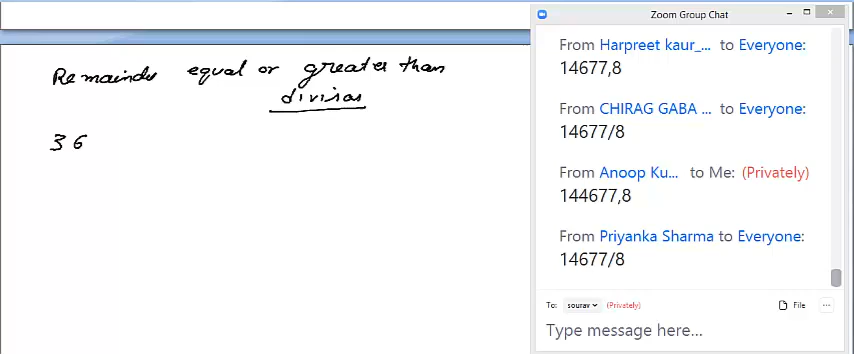 Remainder equal or greater than
divisor
36
Zoom Group Chat
From Harpreet kaur_... to Everyone:
14677,8
From CHIRAG GABA ... to Everyone:
14677/8
From Anoop Ku... to Me: (Privately)
144677,8
From Priyanka Sharma to Everyone:
14677/8
To: sourav (Privately) File ...
Type message here...